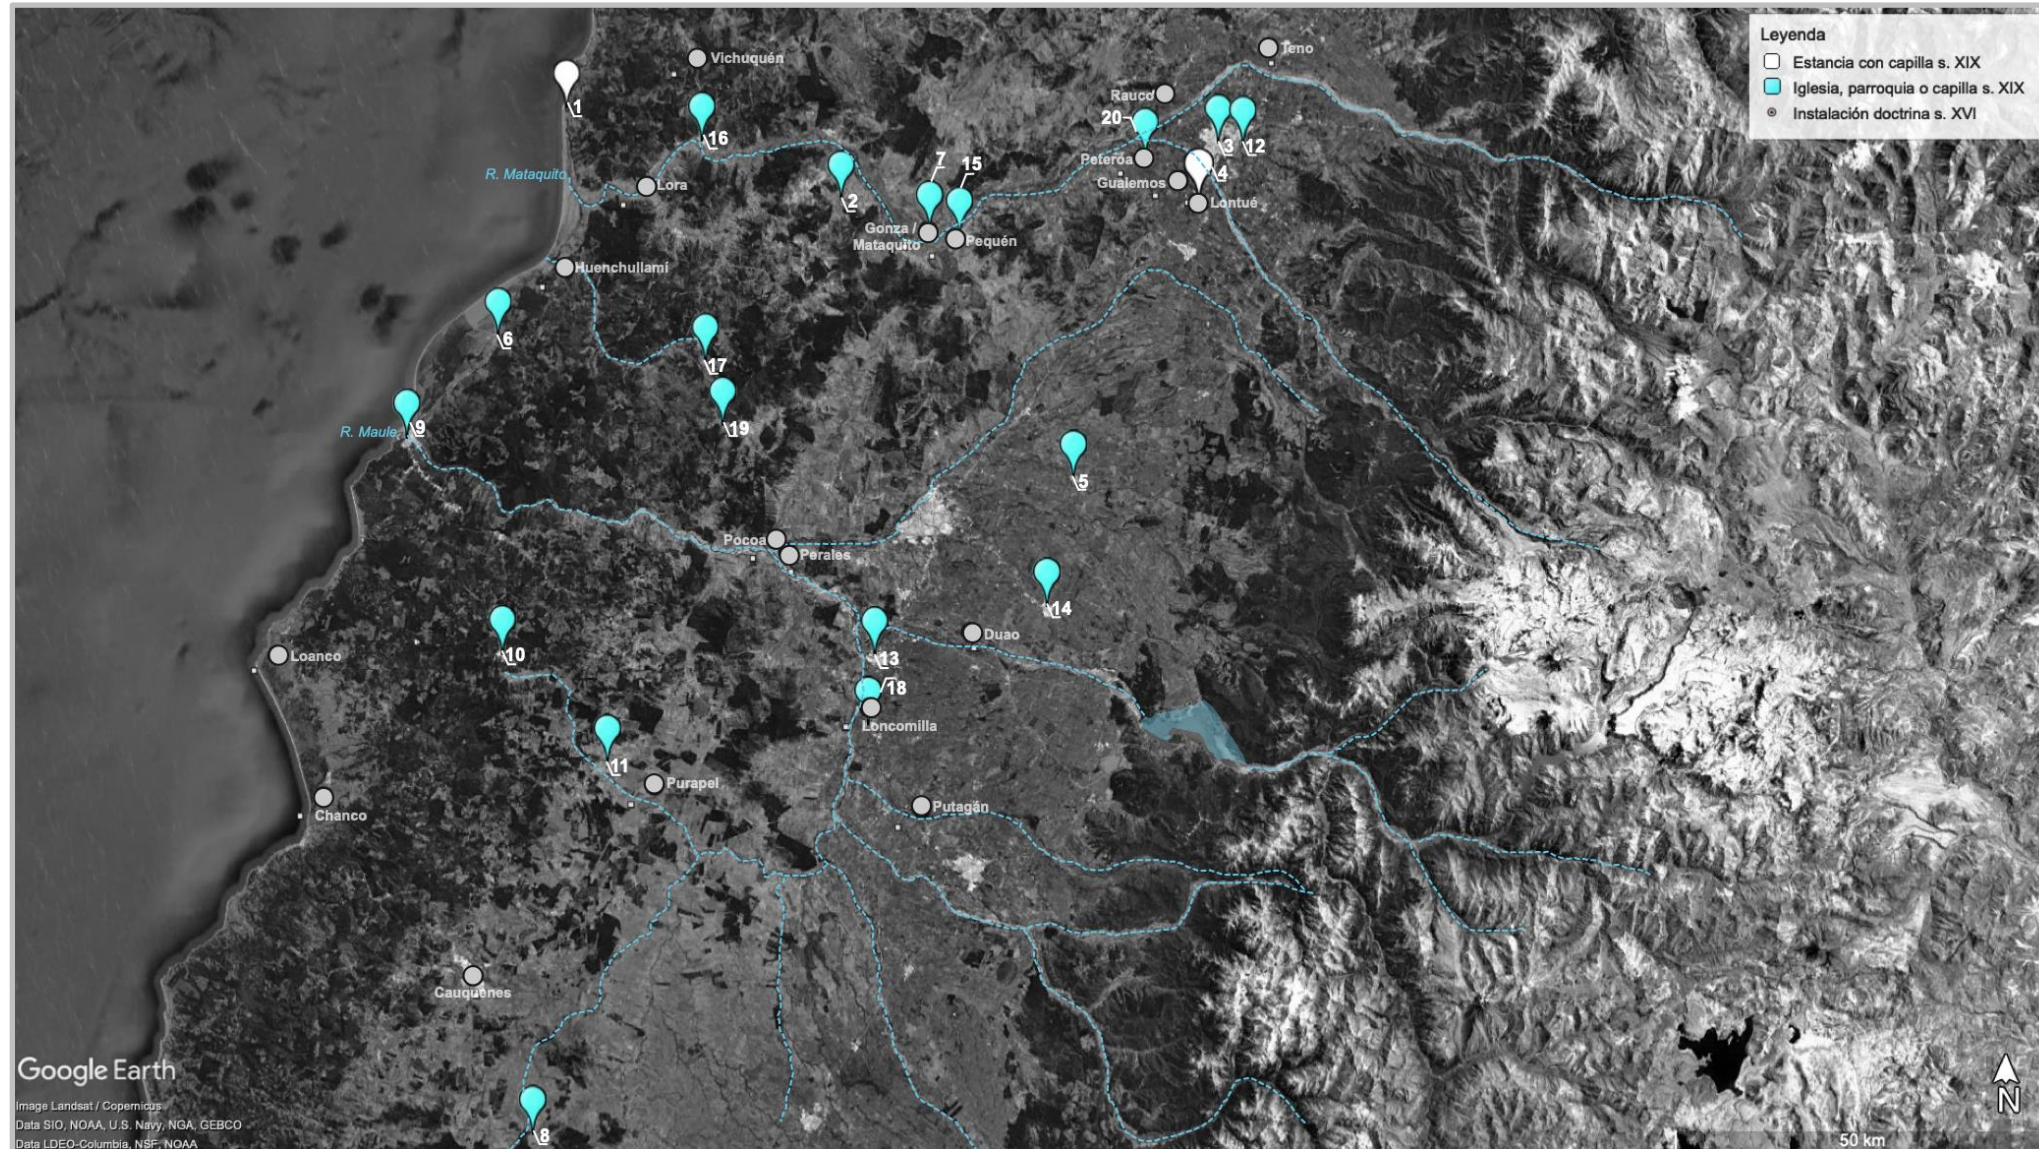 Leyenda
Estancia con capilla s. XIX
Iglesia, parroquia o capilla s. XIX
Instalación doctrina s. XVI
Teno
Vichuquén
Rauco
1
20
16
3
12
7
15
Peteroa
4
R. Mataquito
Gualemos
Lora
2
Lontué
Gonza /
Mataquito
Pequén
Huenchullamí
6
17
9
19
R. Maule
5
Pocoa
Perales
14
Duao
10
Loanco
13
18
Loncomilla
11
Purapel
Putagán
Chanco
Cauquenes
8
Google Earth
Image Landsat / Copernicus
Data SIO, NOAA, U.S. Navy, NGA, GEBCO
Data LDEO-Columbia, NSF, NOAA
N
50 km